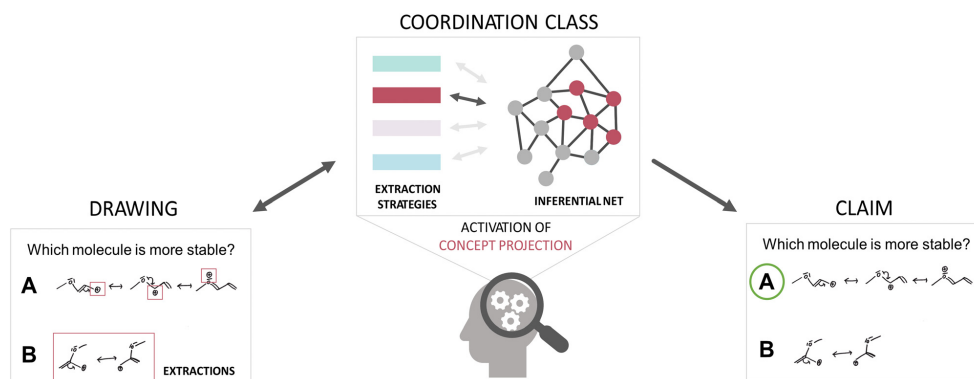 COORDINATION CLASS
EXTRACTION
STRATEGIES
INFERENTIAL NET
ACTIVATION OF
CONCEPT PROJECTION
DRAWING
Which molecule is more stable?
A
B
EXTRACTIONS
CLAIM
Which molecule is more stable?
A
B